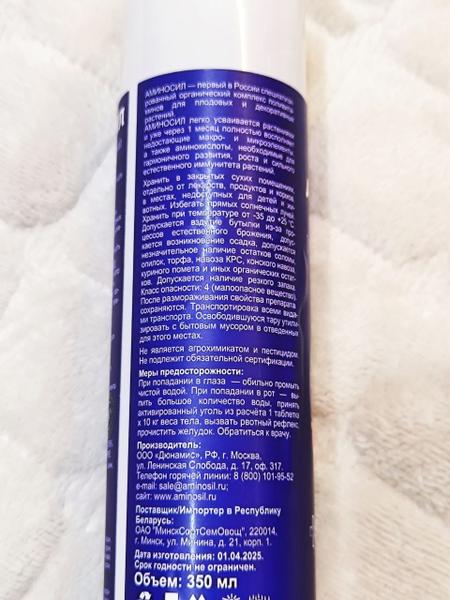 АМИНОСИЛ — первый в России специализи-
рованный органический комплекс полиvita
минов для плодовых и декоративных
растений.
АМИНОСИЛ легко усваивается растениями
и уже через 1 месяц полностью восполняет
недостающие макро- и микроэлементы,
а также аминокислоты, необходимые для
гармоничного развития, роста и сильного
естественного иммунитета растений.
Хранить в закрытых сухих помещениях,
отдельно от лекарств, продуктов и кормов,
в местах, недоступных для детей и жи-
вотных. Избегать прямых солнечных лучей.
Хранить при температуре от -35 до +25 °С.
Допускается вздутие бутылки из-за про-
цессов естественного брожения, допус-
кается возникновение осадка, допускается
незначительное наличие остатков соломы,
опилок, торфа, навоза КРС, конского навоза,
куриного помета и иных органических остат-
ков. Допускается наличие резкого запаха.
Класс опасности: 4 (малоопасное вещество).
После размораживания свойства препарата
сохраняются. Транспортировка всеми вида-
ми транспорта. Освободившуюся тару утили-
зировать с бытовым мусором в отведенных
для этого местах.
Не является агрохимикатом и пестицидом.
Не подлежит обязательной сертификации.
Меры предосторожности:
При попадании в глаза — обильно промыть
чистой водой. При попадании в рот — вы-
пить большое количество воды, принять
активированный уголь из расчёта 1 таблетка
х 10 кг веса тела, вызвать рвотный рефлекс,
прочистить желудок. Обратиться к врачу.
Производитель:
ООО «Дюнамис», РФ, г. Москва,
ул. Ленинская Слобода, д. 17, оф. 317.
Телефон горячей линии: 8 (800) 101-95-52
e-mail: sale@aminosil.ru;
сайт: www.aminosil.ru
Поставщик/Импортер в Республику
Беларусь:
ОАО "МинскСортСемОвощ", 220014,
г. Минск, ул. Минина, д. 21, корп. 1.
Дата изготовления: 01.04.2025.
Срок годности не ограничен.
Объем: 350 мл